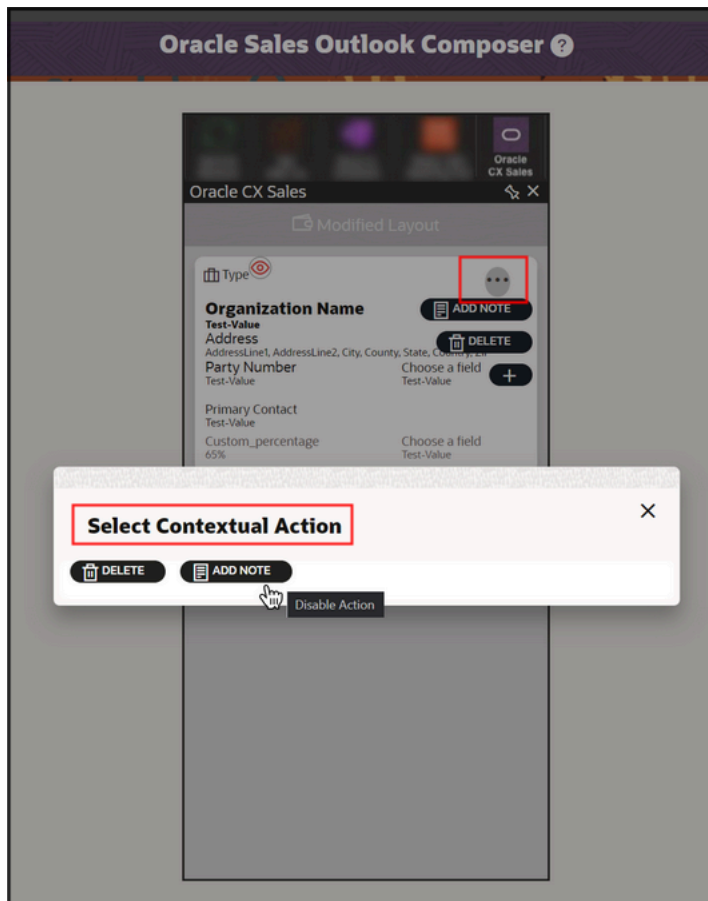 Oracle Sales Outlook Composer ?
Oracle
CX Sales
Oracle CX Sales
Modified Layout
Type
Organization Name
ADD NOTE
Test-Value
Address
DELETE
AddressLine1, AddressLine2, City, County, State, Country, Zip
Party Number Choose a field
Test-Value Test-Value
Primary Contact
Test-Value
Custom_percentage Choose a field
65% Test-Value
Select Contextual Action
DELETE ADD NOTE
Disable Action